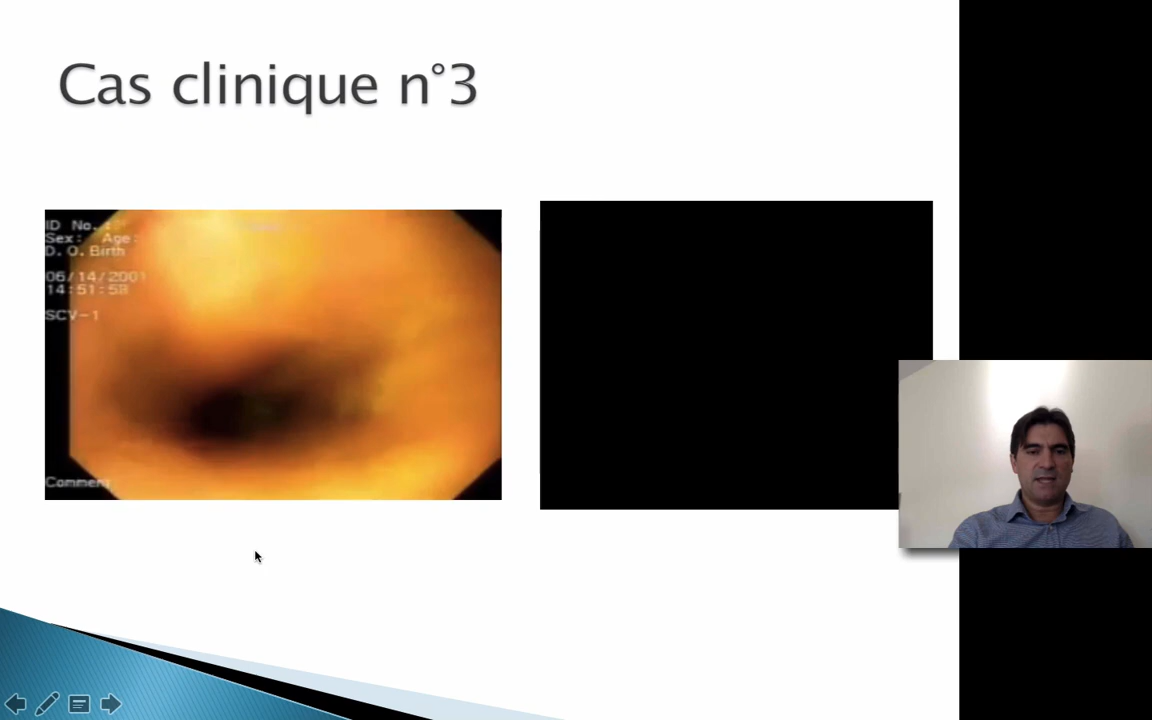 Cas clinique n°3
ID No. :
Sex: Age:
D. O. Birth
06/14/2001
14:51:58
SCV-1
Comment